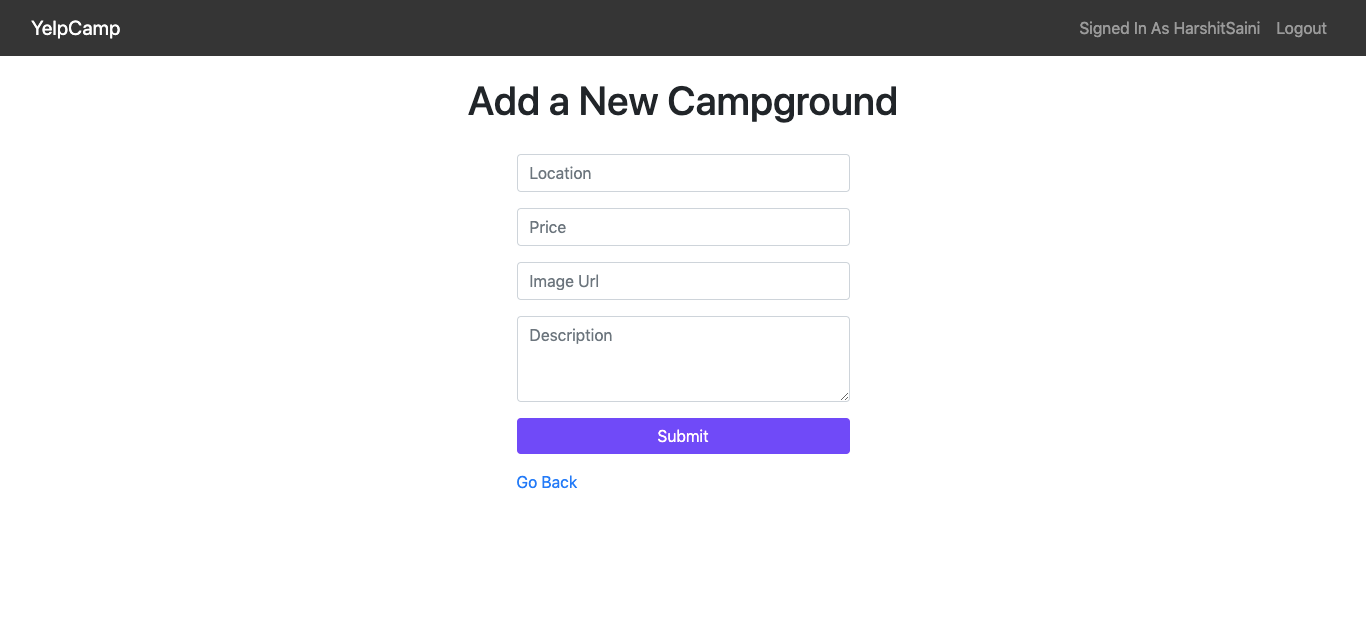 YelpCamp
Signed In As HarshitSaini
Logout
Add a New Campground
Location
Price
Image Url
Description
Submit
Go Back